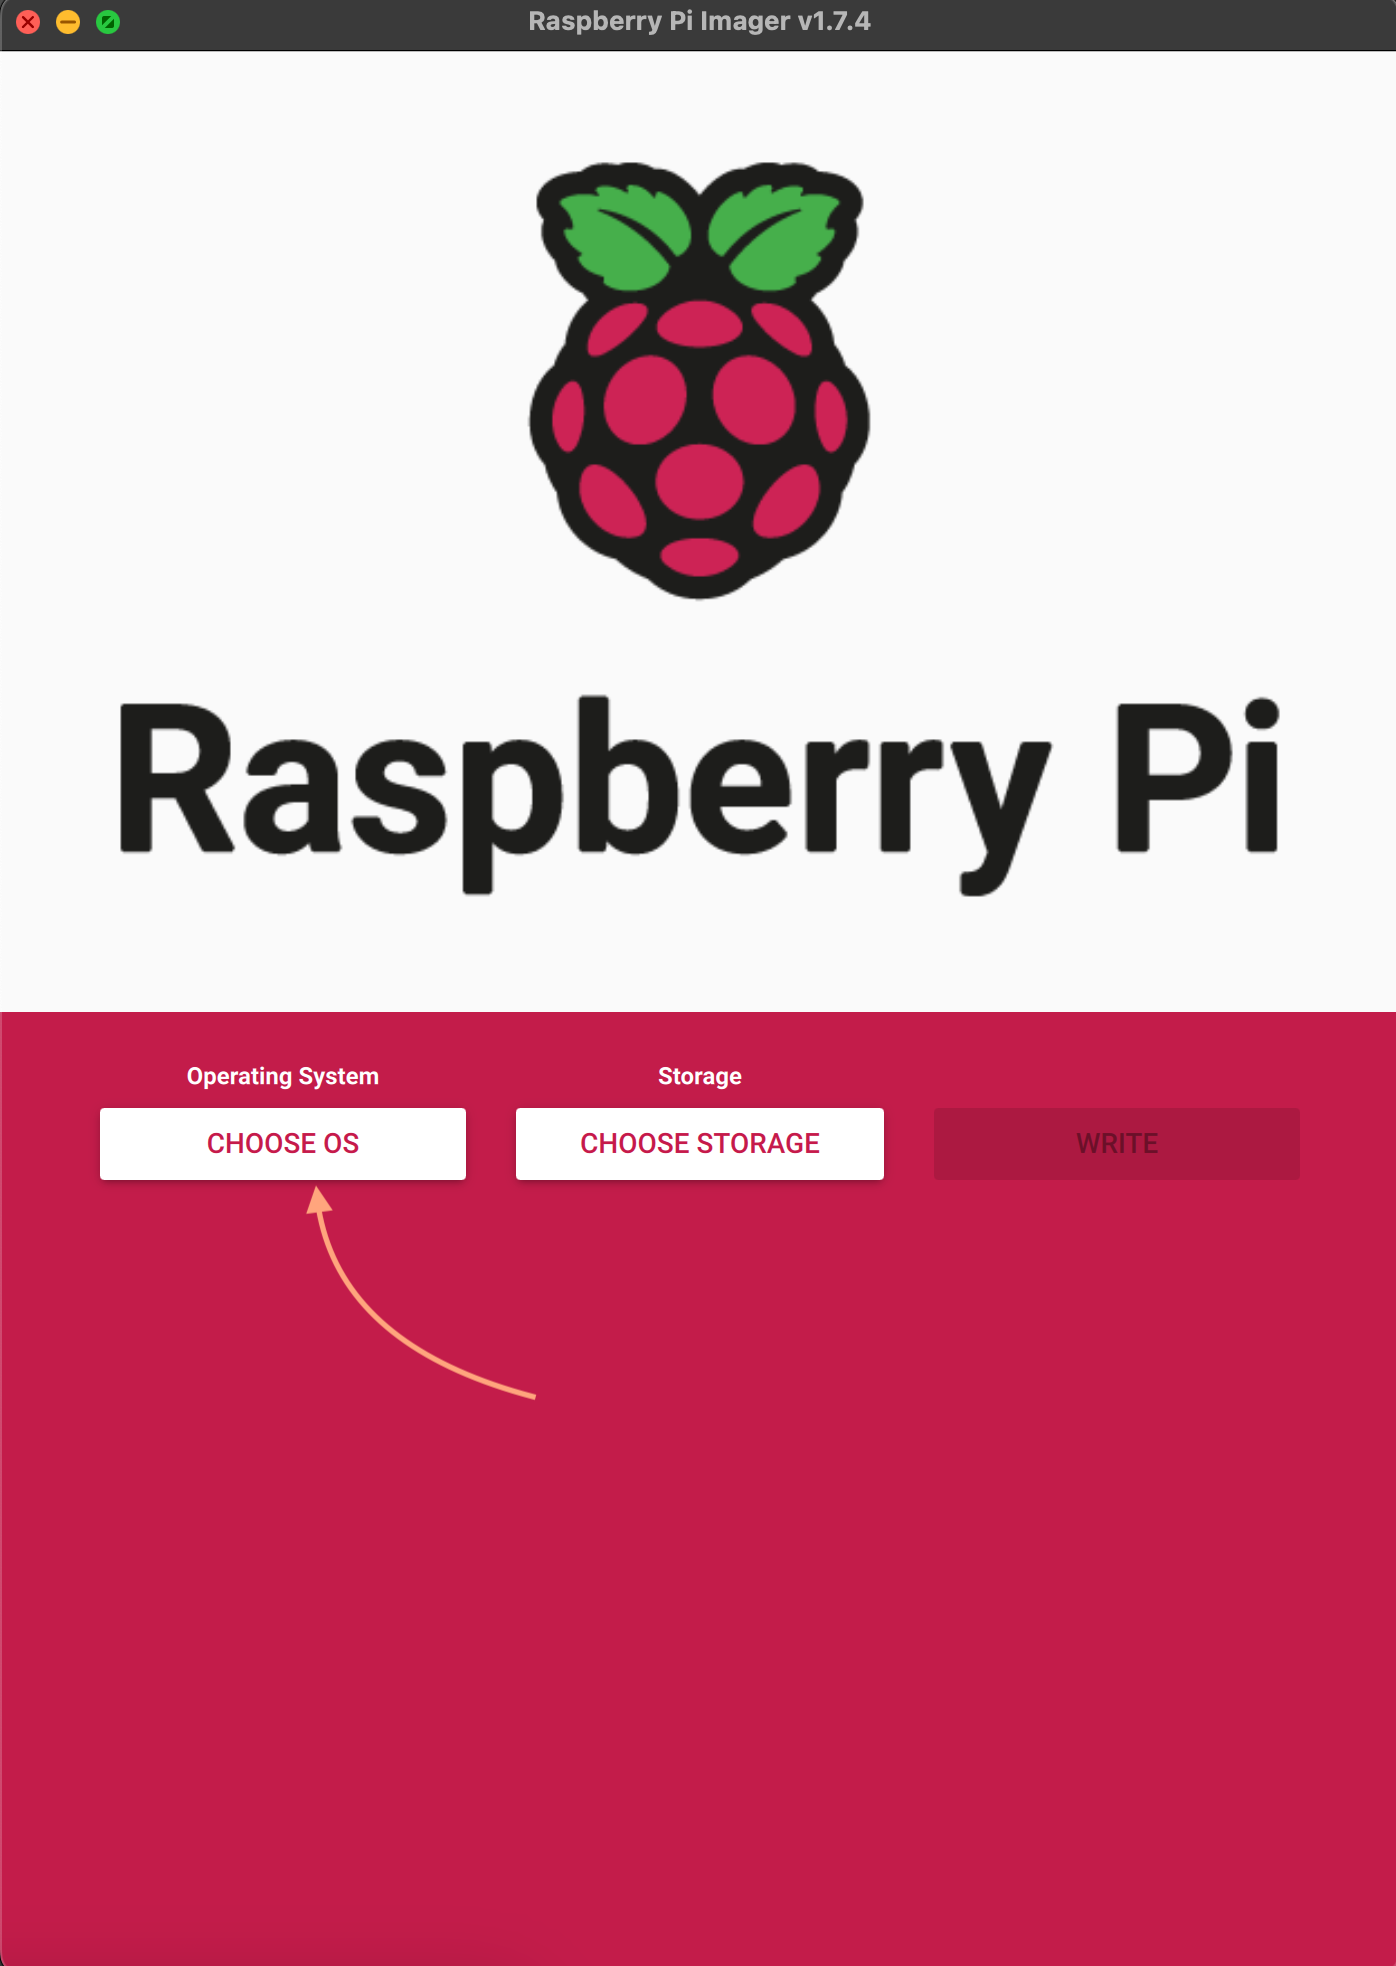 Raspberry Pi Imager v1.7.4
Raspberry Pi
Operating System
Storage
CHOOSE OS
CHOOSE STORAGE
WRITE